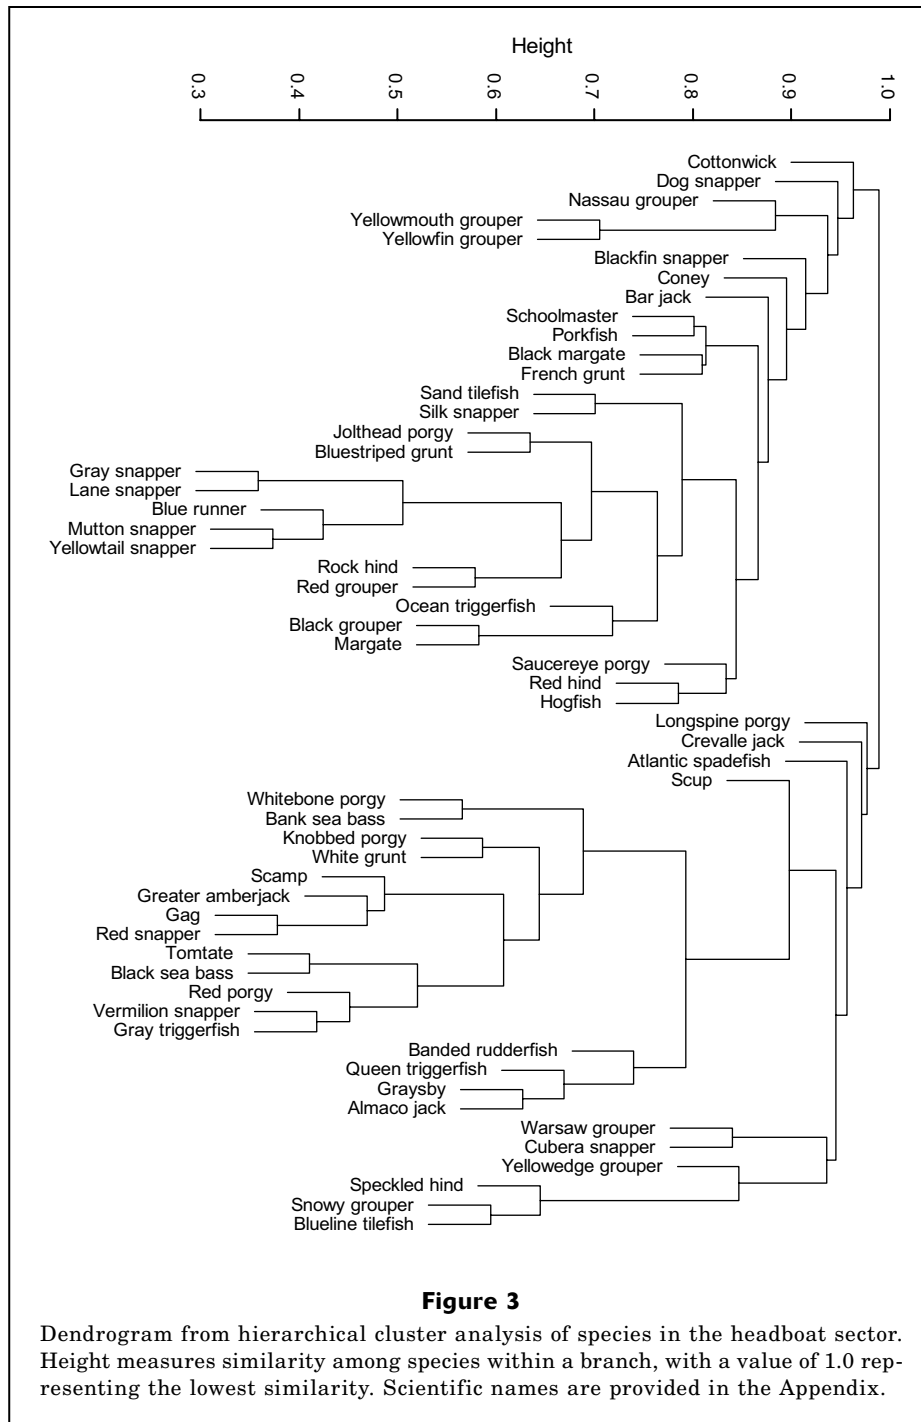 Height
0.3 0.4 0.5 0.6 0.7 0.8 0.9 1.0
Cottonwick
Dog snapper
Nassau grouper
Yellowmouth grouper
Yellowfin grouper
Blackfin snapper
Coney
Bar jack
Schoolmaster
Porkfish
Black margate
French grunt
Sand tilefish
Silk snapper
Jolthead porgy
Bluestriped grunt
Gray snapper
Lane snapper
Blue runner
Mutton snapper
Yellowtail snapper
Rock hind
Red grouper
Ocean triggerfish
Black grouper
Margate
Saucereye porgy
Red hind
Hogfish
Longspine porgy
Crevalle jack
Atlantic spadefish
Scup
Whitebone porgy
Bank sea bass
Knobbed porgy
White grunt
Scamp
Greater amberjack
Gag
Red snapper
Tomtate
Black sea bass
Red porgy
Vermilion snapper
Gray triggerfish
Banded rudderfish
Queen triggerfish
Graysby
Almaco jack
Warsaw grouper
Cubera snapper
Yellowedge grouper
Speckled hind
Snowy grouper
Blueline tilefish
Figure 3
Dendrogram from hierarchical cluster analysis of species in the headboat sector.
Height measures similarity among species within a branch, with a value of 1.0 rep-
resenting the lowest similarity. Scientific names are provided in the Appendix.